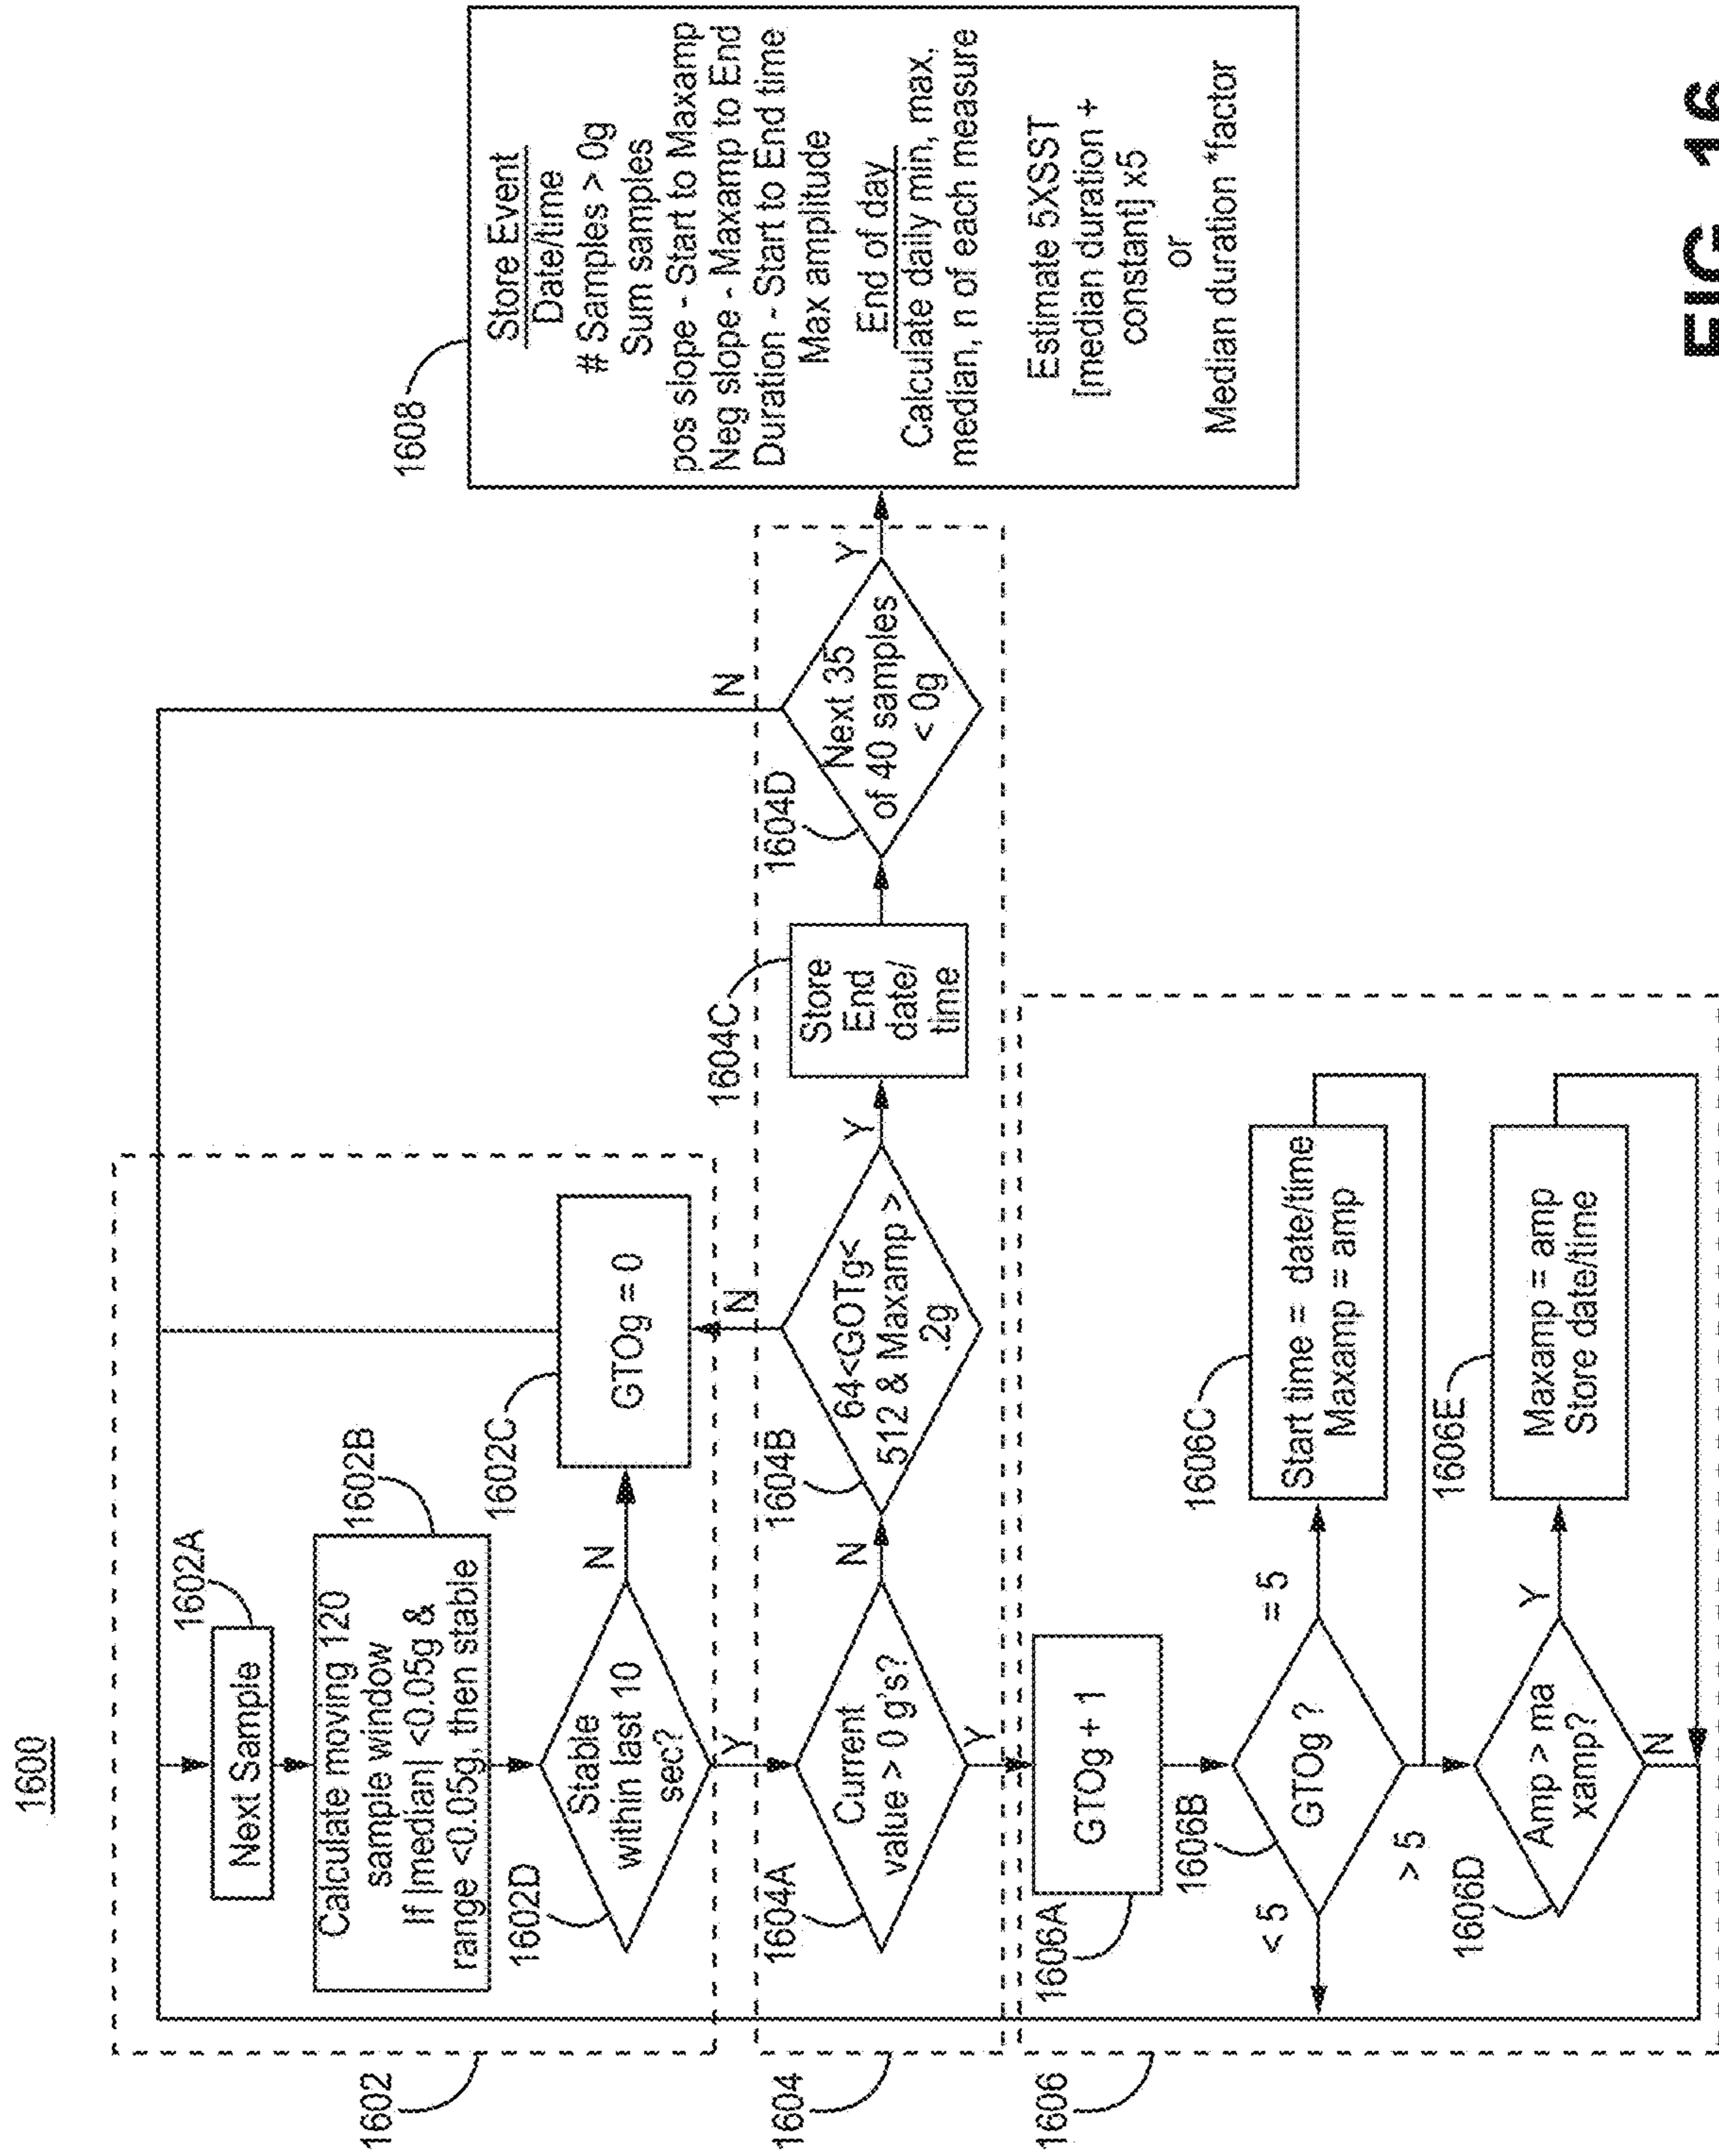 1600
1602
1602A
Next Sample
1602B
Calculate moving 120
sample window
If |median| <0.05g &
range <0.05g, then stable
1602D
Stable
within last 10
sec?
N
Y
1602C
GTOg = 0
1604
1604A
Current
value > 0 g's?
N
Y
1604B
64<GOTg<
512 & Maxamp >
.2g
N
Y
1604C
Store
End
date/
time
1604D
Next 35
of 40 samples
< 0g
N
Y
1606
1606A
GTOg + 1
1606B
GTOg ?
< 5
= 5
> 5
1606C
Start time = date/time
Maxamp = amp
1606D
Amp > ma
xamp?
Y
N
1606E
Maxamp = amp
Store date/time
1608
Store Event
Date/time
# Samples > 0g
Sum samples
pos slope - Start to Maxamp
Neg slope - Maxamp to End
Duration - Start to End time
Max amplitude
End of day
Calculate daily min, max,
median, n of each measure
Estimate 5XSST
[median duration +
constant] x5
or
Median duration *factor
FIG. 16